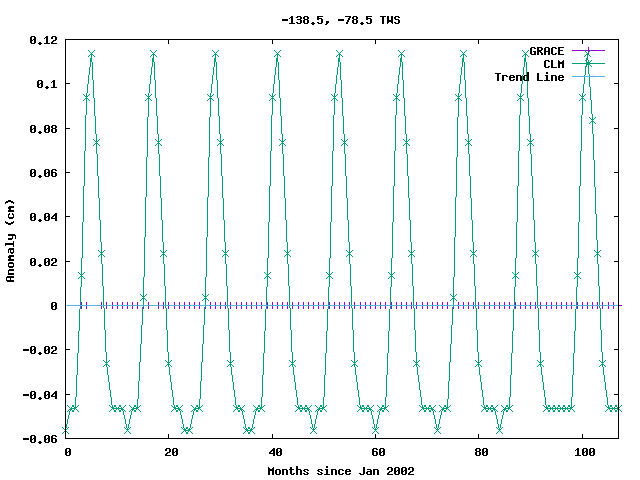 -138.5, -78.5 TWS
0.12
0.1
0.08
0.06
0.04
0.02
0
-0.02
-0.04
-0.06
Anomaly (cm)
GRACE
CLM
Trend Line
0 20 40 60 80 100
Months since Jan 2002